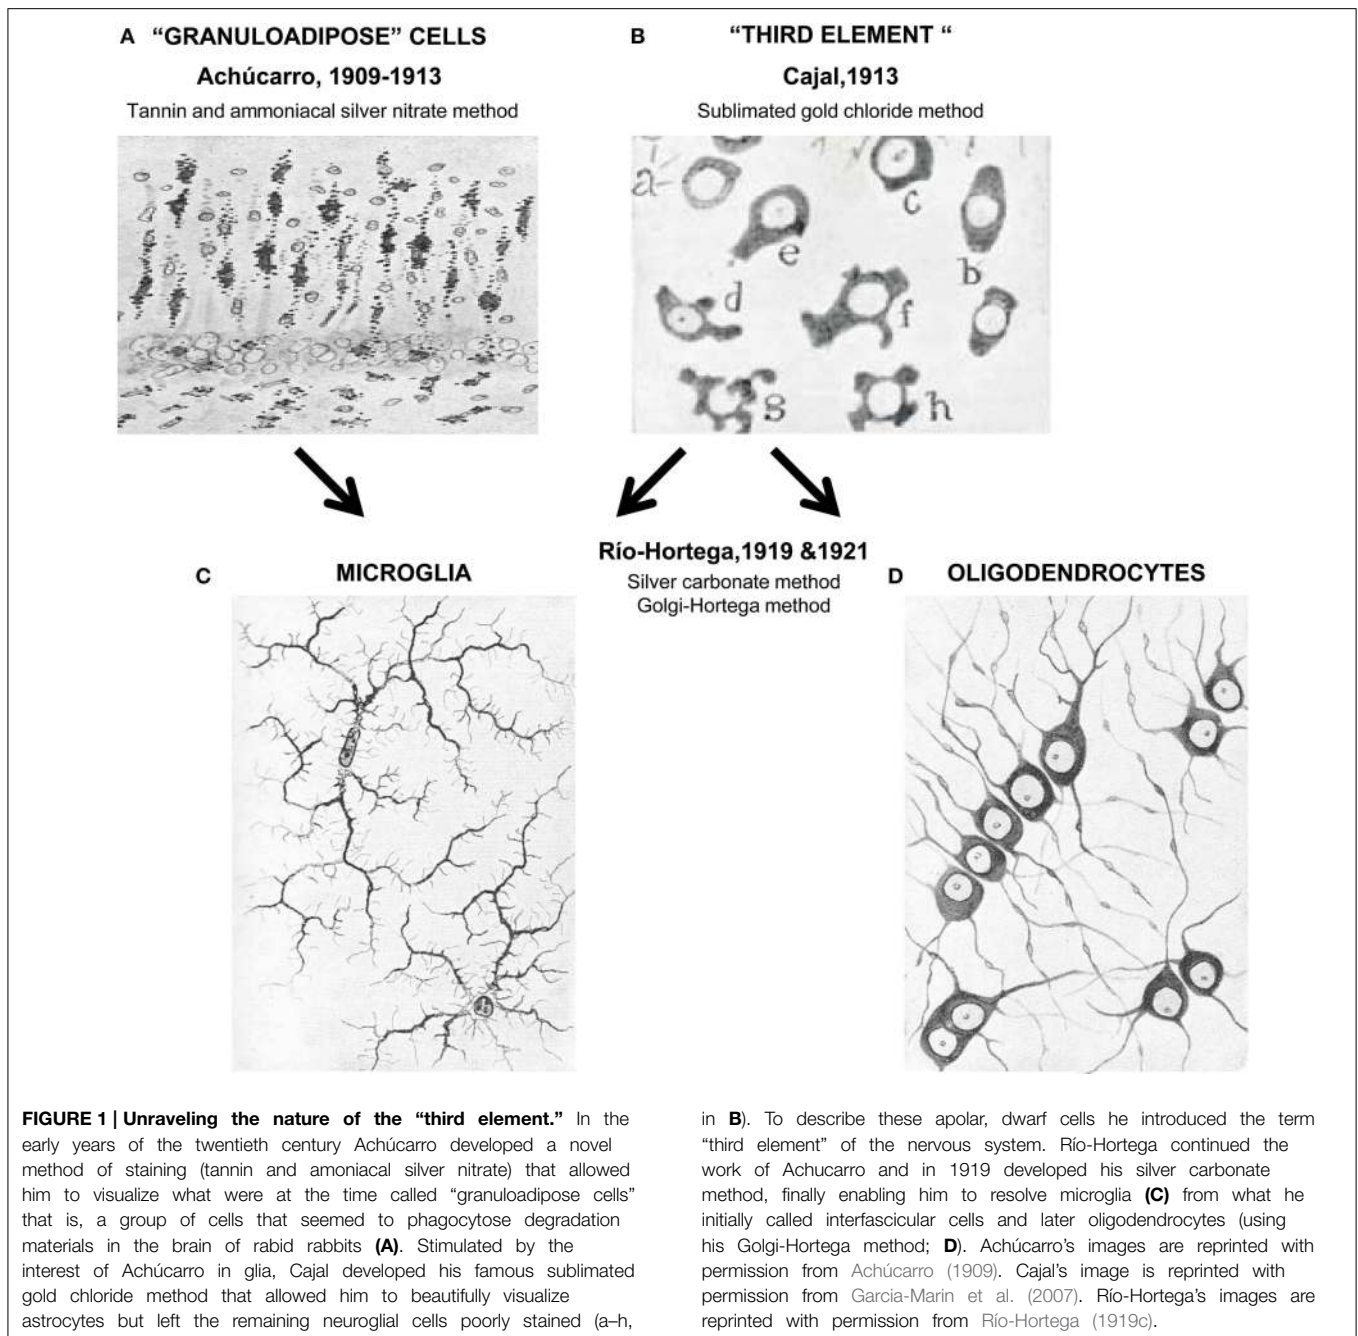 A "GRANULOADIPOSE" CELLS
Achúcarro, 1909-1913
Tannin and ammoniacal silver nitrate method
B "THIRD ELEMENT “
Cajal,1913
Sublimated gold chloride method
a
c
e
b
d
f
g
h
Río-Hortega,1919 &1921
Silver carbonate method
Golgi-Hortega method
C MICROGLIA
D OLIGODENDROCYTES
FIGURE 1 | Unraveling the nature of the “third element.” In the
early years of the twentieth century Achúcarro developed a novel
method of staining (tannin and amoniacal silver nitrate) that allowed
him to visualize what were at the time called “granuloadipose cells”
that is, a group of cells that seemed to phagocytose degradation
materials in the brain of rabid rabbits (A). Stimulated by the
interest of Achúcarro in glia, Cajal developed his famous sublimated
gold chloride method that allowed him to beautifully visualize
astrocytes but left the remaining neuroglial cells poorly stained (a–h,
in B). To describe these apolar, dwarf cells he introduced the term
“third element” of the nervous system. Río-Hortega continued the
work of Achucarro and in 1919 developed his silver carbonate
method, finally enabling him to resolve microglia (C) from what he
initially called interfascicular cells and later oligodendrocytes (using
his Golgi-Hortega method; D). Achúcarro’s images are reprinted with
permission from Achúcarro (1909). Cajal’s image is reprinted with
permission from Garcia-Marin et al. (2007). Río-Hortega’s images are
reprinted with permission from Río-Hortega (1919c).